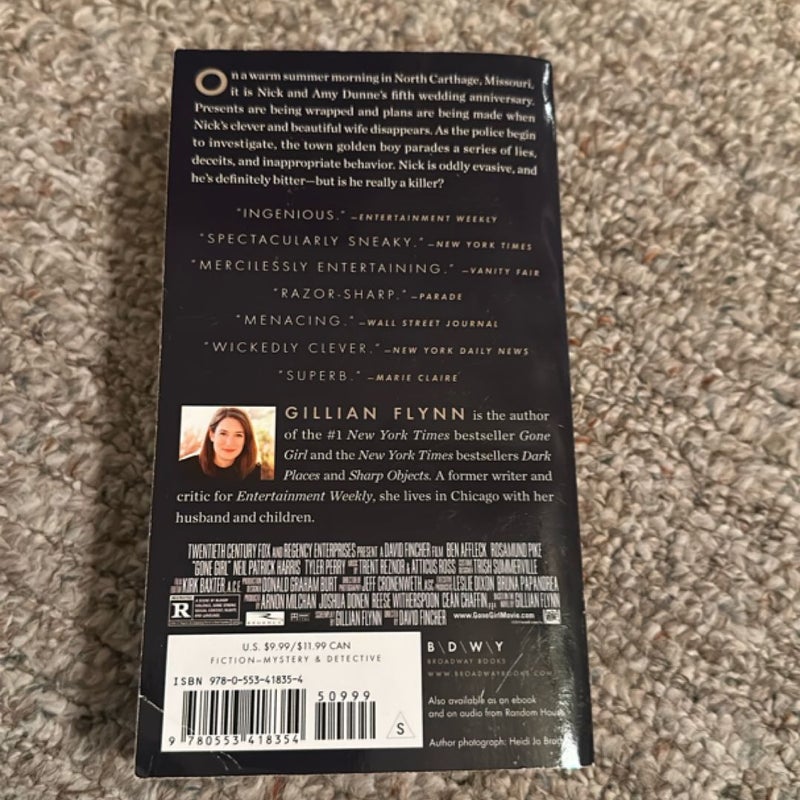 On a warm summer morning in North Carthage, Missouri,
it is Nick and Amy Dunne's fifth wedding anniversary.
Presents are being wrapped and plans are being made when
Nick's clever and beautiful wife disappears. As the police begin
to investigate, the town golden boy parades a series of lies,
deceits, and inappropriate behavior. Nick is oddly evasive, and
he's definitely bitter—but is he really a killer?
"INGENIOUS." —ENTERTAINMENT WEEKLY
"SPECTACULARLY SNEAKY." —NEW YORK TIMES
"MERCILESSLY ENTERTAINING." —VANITY FAIR
"RAZOR-SHARP." —PARADE
"MENACING." —WALL STREET JOURNAL
"WICKEDLY CLEVER." —NEW YORK DAILY NEWS
"SUPERB." —MARIE CLAIRE
GILLIAN FLYNN is the author
of the #1 New York Times bestseller Gone
Girl and the New York Times bestsellers Dark
Places and Sharp Objects. A former writer and
critic for Entertainment Weekly, she lives in Chicago with her
husband and children.
TWENTIETH CENTURY FOX AND REGENCY ENTERPRISES PRESENT A DAVID FINCHER FILM BEN AFFLECK ROSAMUND PIKE
"GONE GIRL" NEIL PATRICK HARRIS TYLER PERRY TRENT REZNOR & ATTICUS ROSS TRISH SUMMERVILLE
KIRK BAXTER, A.C.E. DONALD GRAHAM BURT JEFF CRONENWETH, ASC LESLIE DIXON BRUNA PAPANDREA
ARNON MILCHAN JOSHUA DONEN REESE WITHERSPOON CEÁN CHAFFIN GILLIAN FLYNN
R REGENCY GILLIAN FLYNN DAVID FINCHER www.GoneGirlMovie.com
U.S. $9.99/$11.99 CAN
FICTION—MYSTERY & DETECTIVE
ISBN 978-0-553-41835-4
50999
9 780553 418354
S
B\D\W\Y
BROADWAY BOOKS
WWW.BROADWAYBOOKS.COM
Also available as an ebook
and on audio from Random House
Author photograph: Heidi Jo